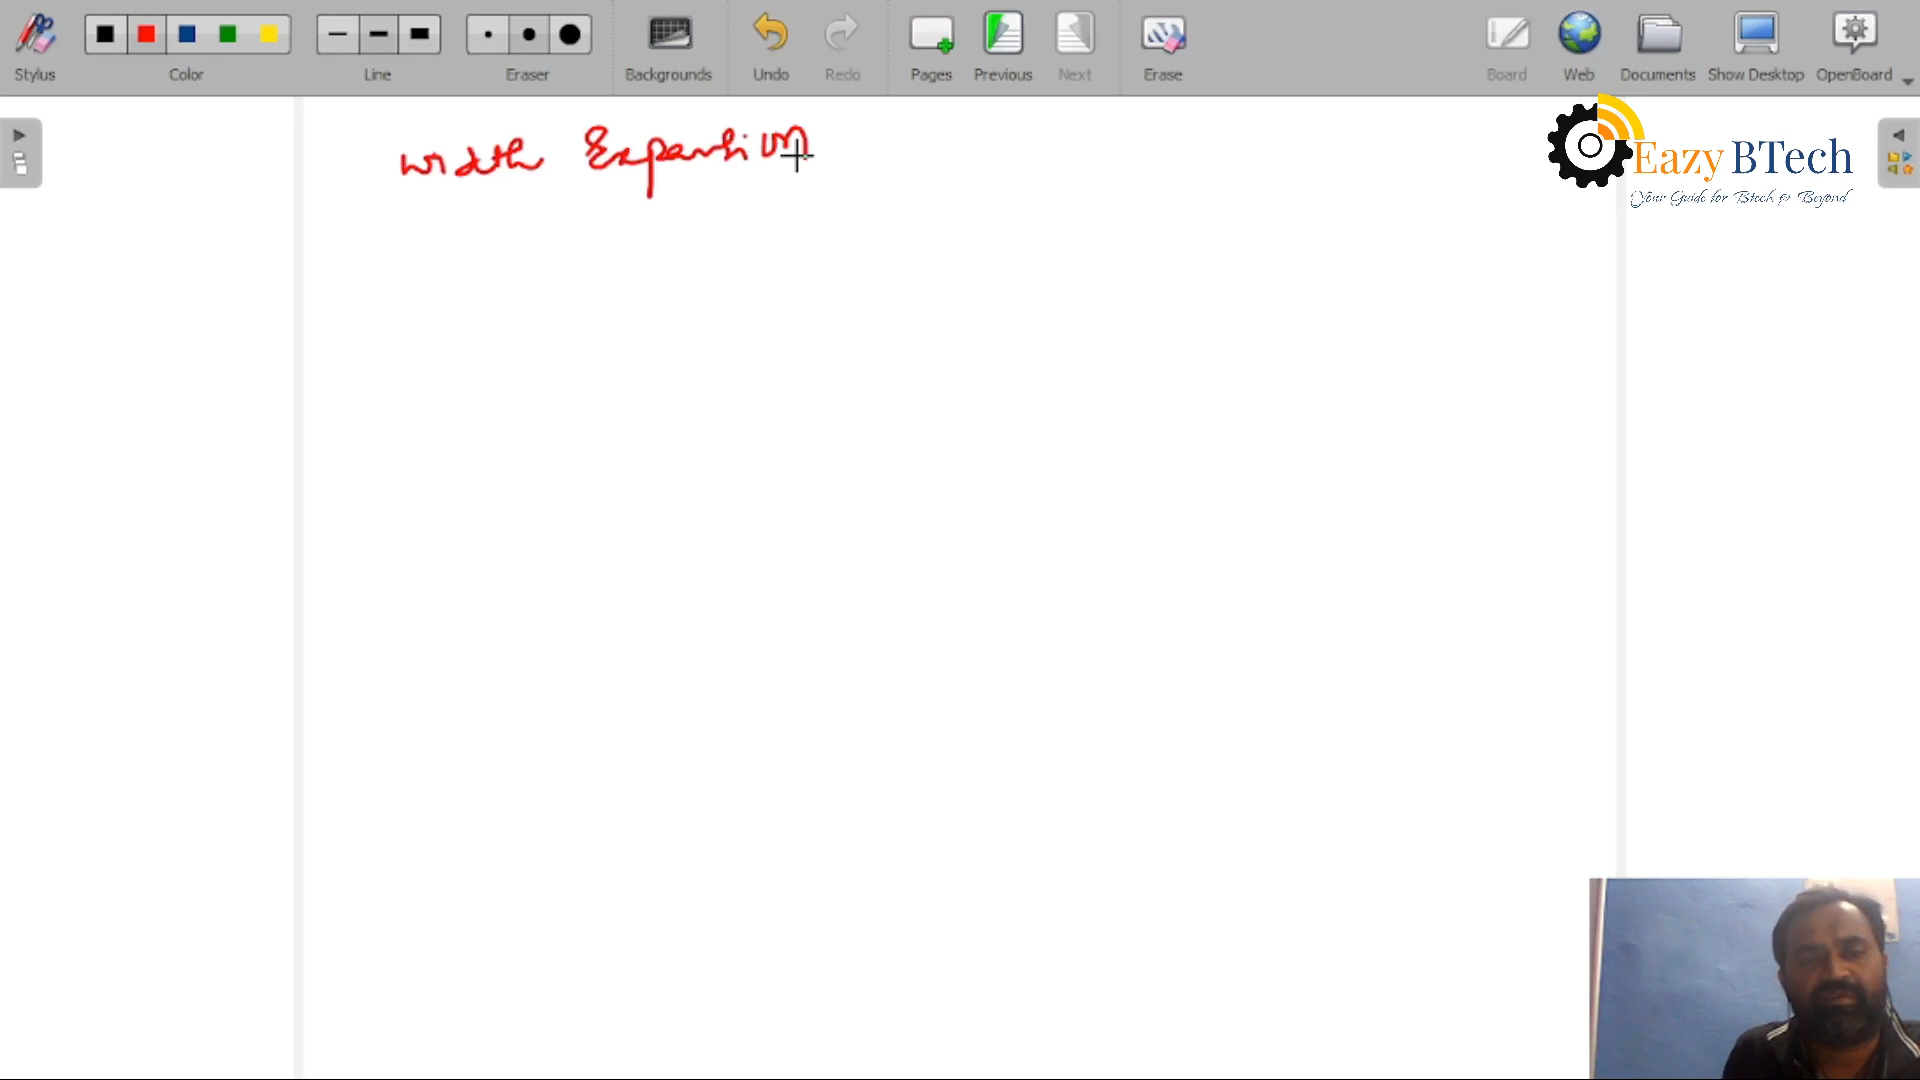 Stylus Color Line Eraser Backgrounds Undo Redo Pages Previous Next Erase Board Web Documents Show Desktop OpenBoard
width Expansion
Eazy BTech
Your Guide for Btech & Beyond